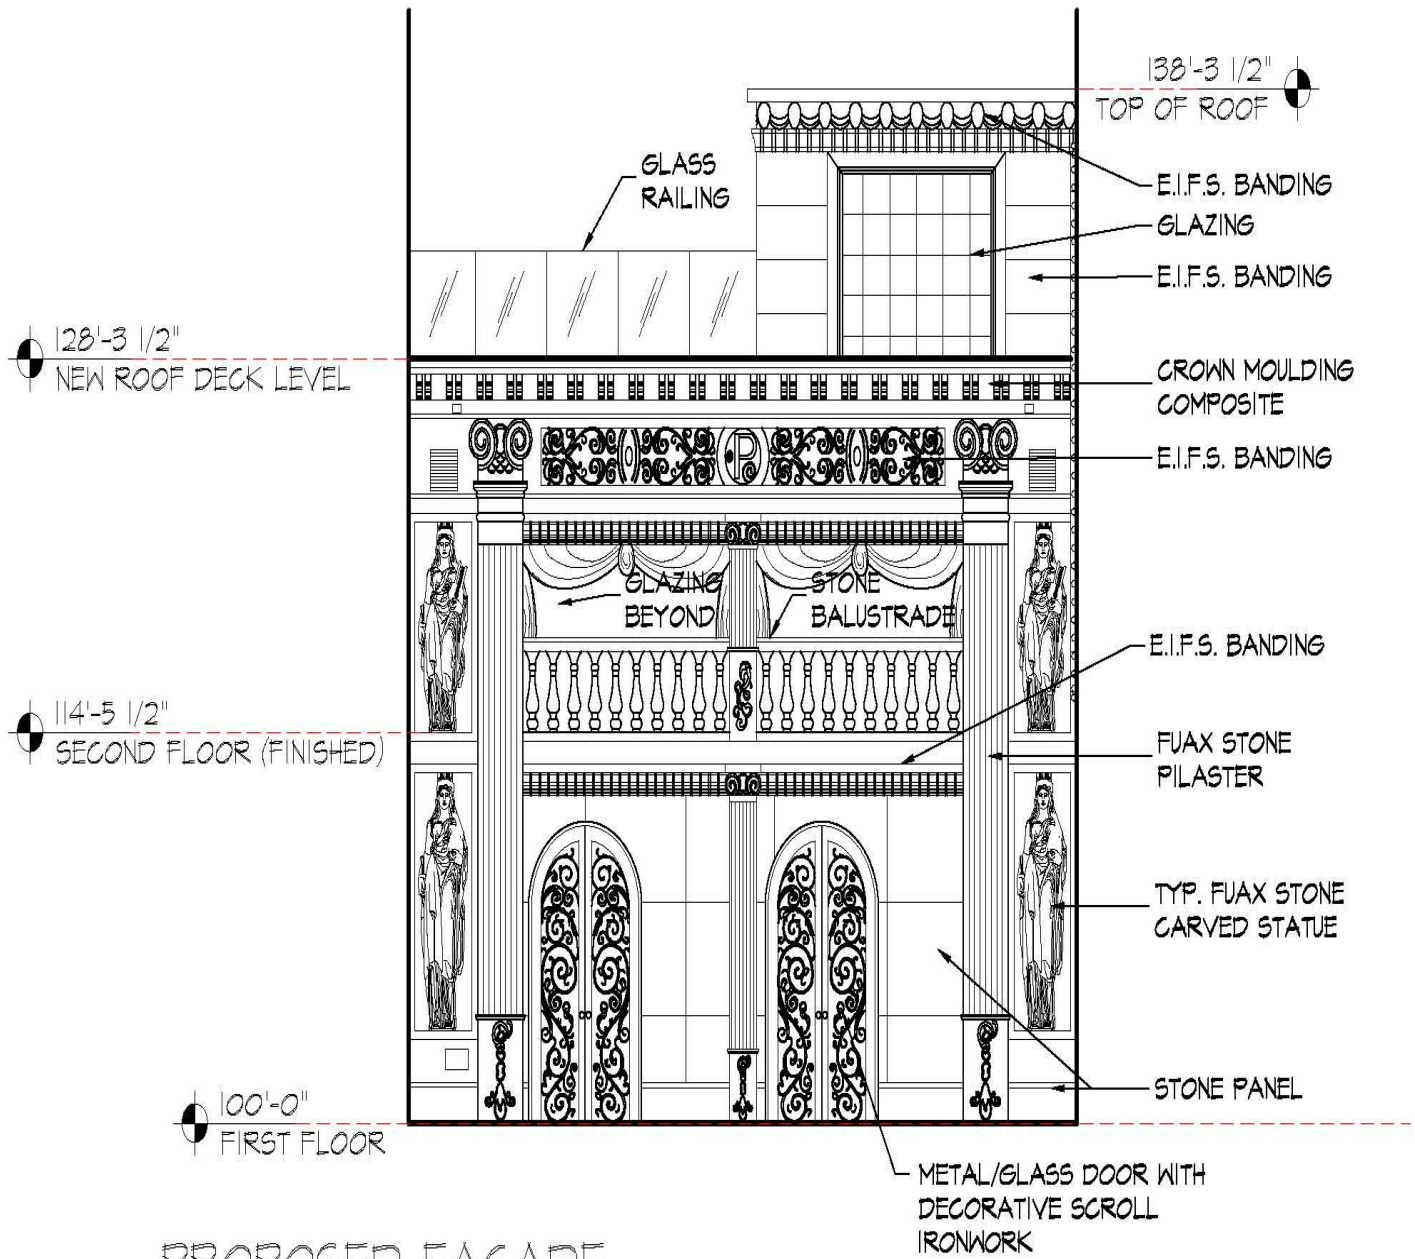 138'-3 1/2"
TOP OF ROOF
GLASS
RAILING
E.I.F.S. BANDING
GLAZING
E.I.F.S. BANDING
128'-3 1/2"
NEW ROOF DECK LEVEL
CROWN MOULDING
COMPOSITE
P
E.I.F.S. BANDING
GLAZING
BEYOND
STONE
BALUSTRADE
E.I.F.S. BANDING
114'-5 1/2"
SECOND FLOOR (FINISHED)
FUAX STONE
PILASTER
TYP. FUAX STONE
CARVED STATUE
STONE PANEL
100'-0"
FIRST FLOOR
METAL/GLASS DOOR WITH
DECORATIVE SCROLL
IRONWORK
PROPOSED FACADE